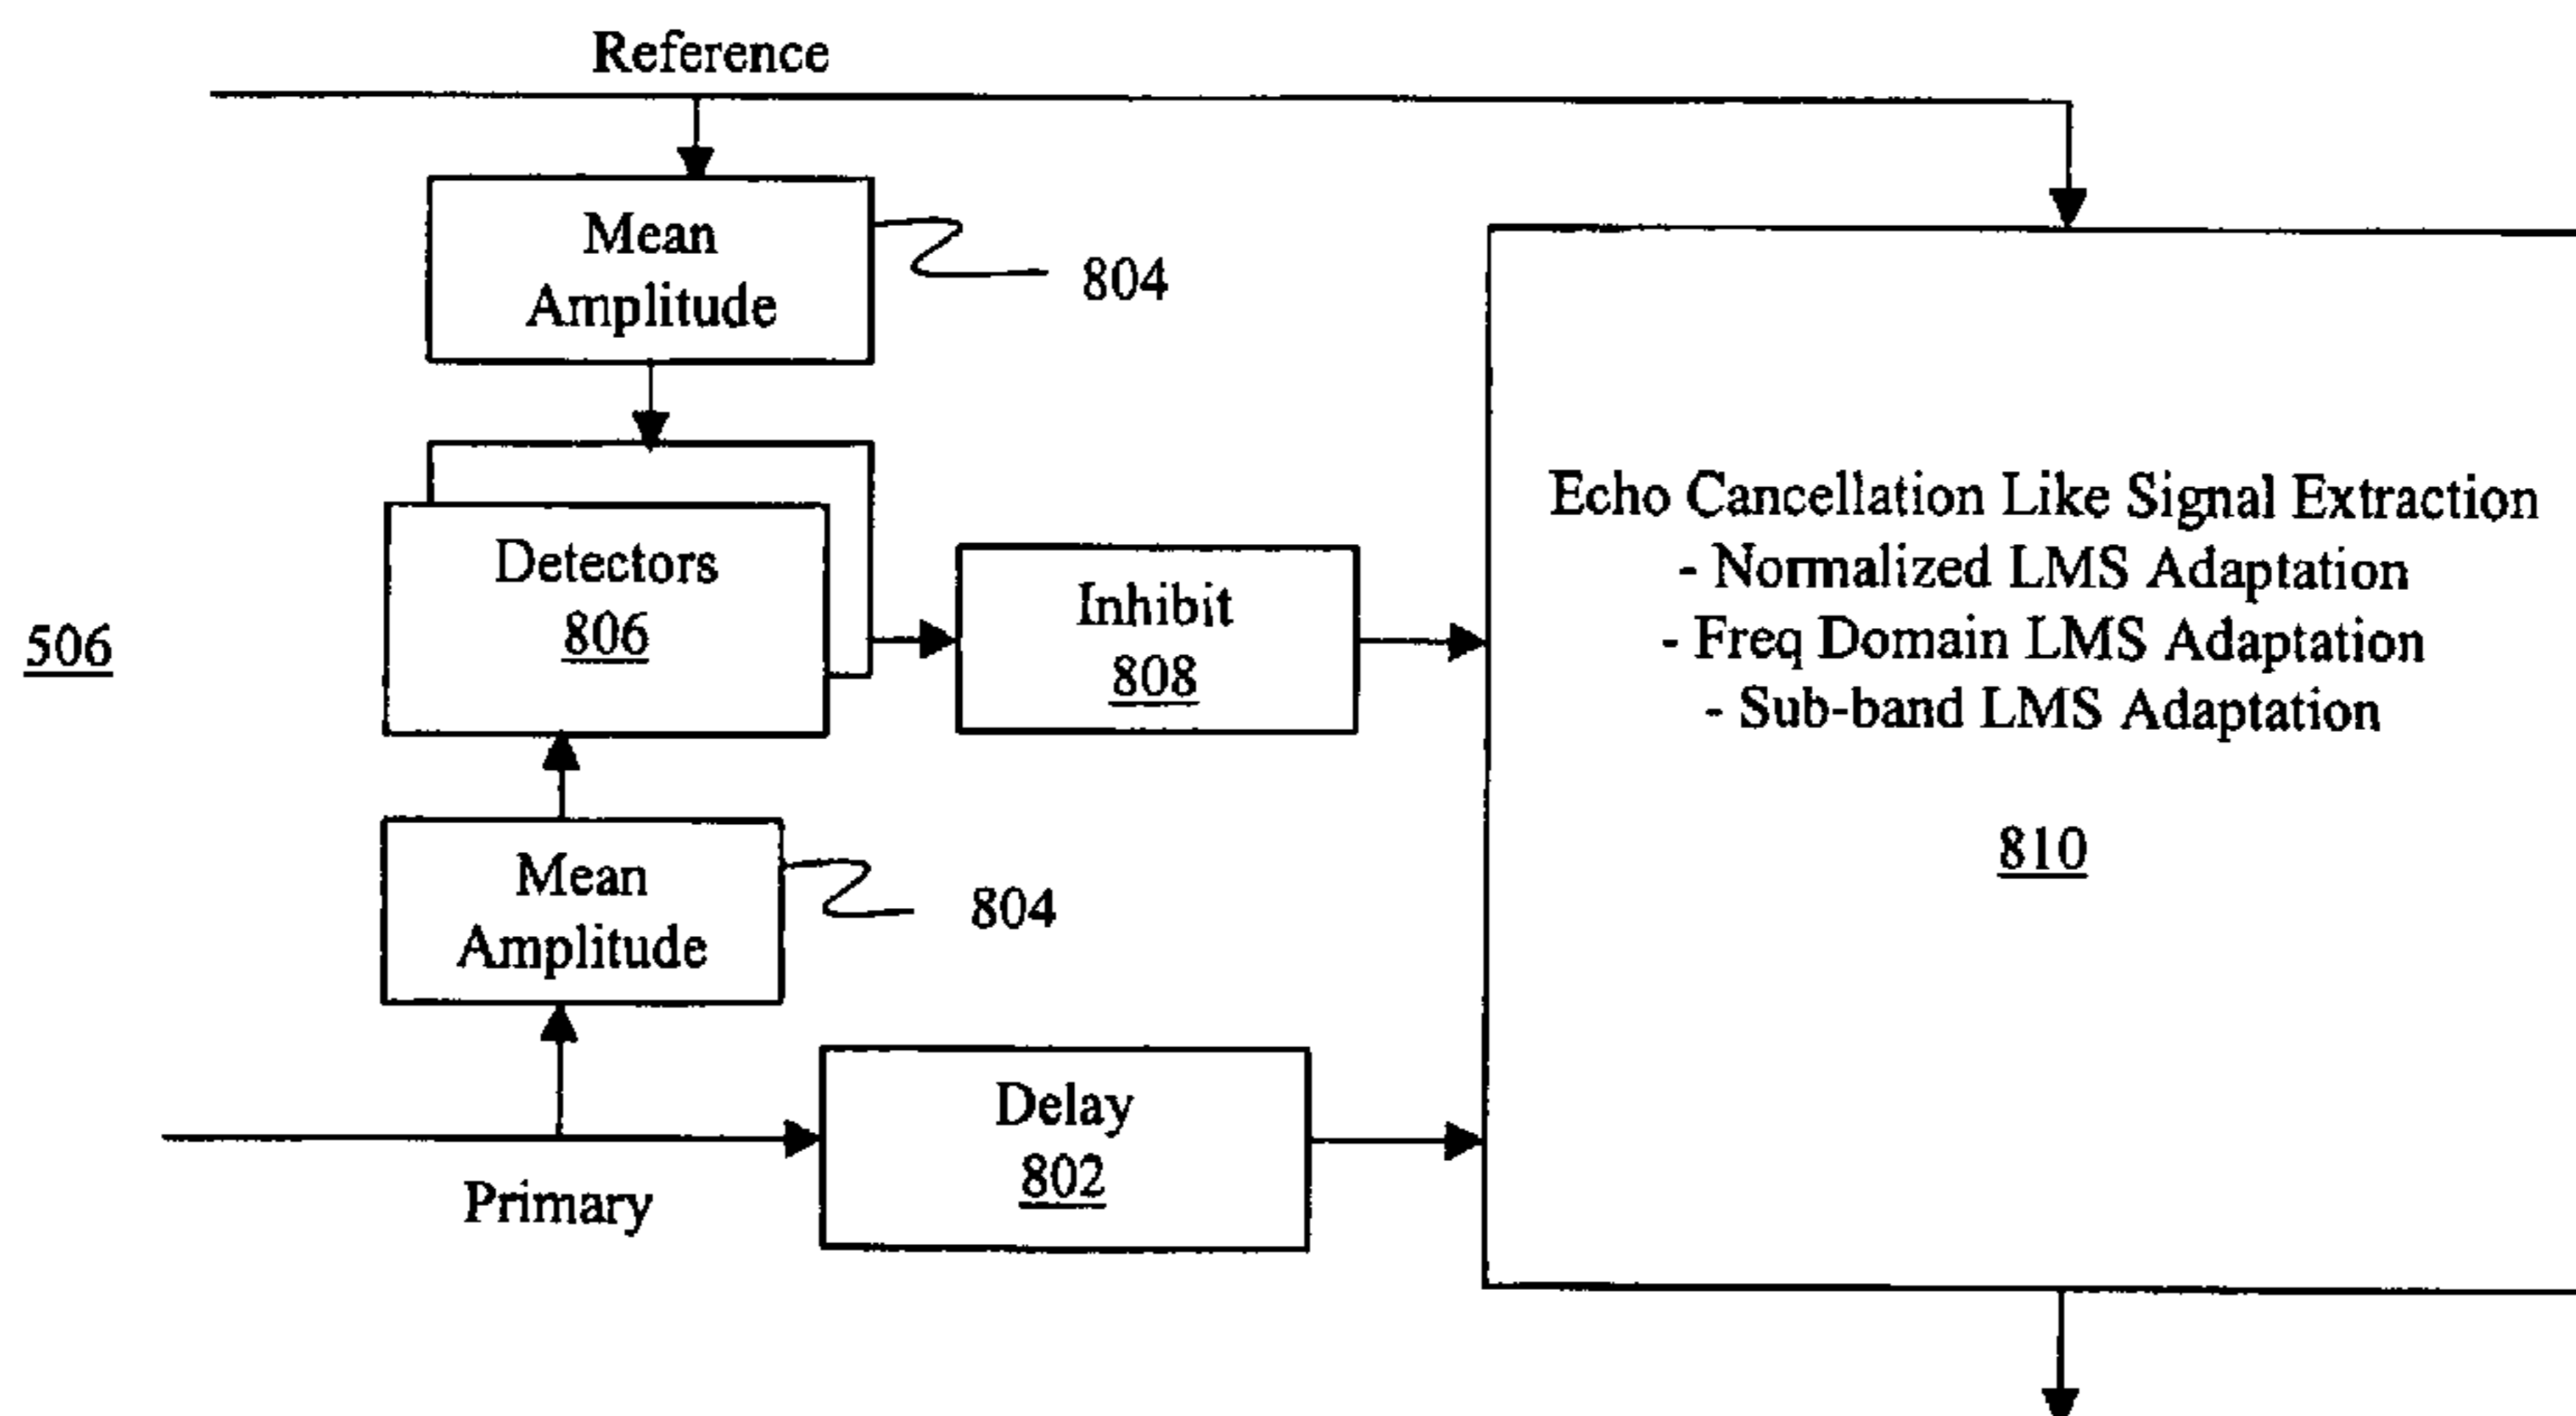 Reference
Mean
Amplitude
804
Echo Cancellation Like Signal Extraction
- Normalized LMS Adaptation
- Freq Domain LMS Adaptation
- Sub-band LMS Adaptation
810
Detectors
806
Inhibit
808
506
Mean
Amplitude
804
Delay
802
Primary